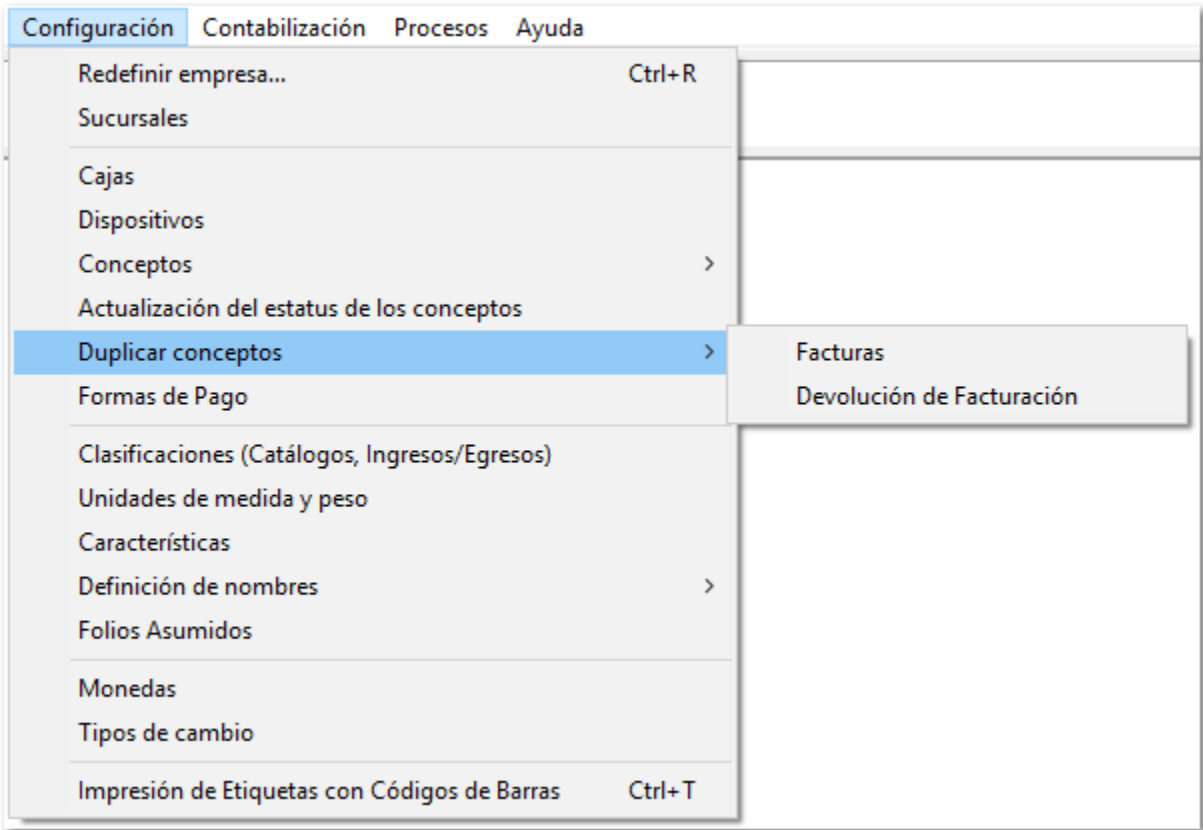 Configuración Contabilización Procesos Ayuda
Redefinir empresa... Ctrl+R
Sucursales
Cajas
Dispositivos
Conceptos
Actualización del estatus de los conceptos
Duplicar conceptos
Facturas
Devolución de Facturación
Formas de Pago
Clasificaciones (Catálogos, Ingresos/Egresos)
Unidades de medida y peso
Características
Definición de nombres
Folios Asumidos
Monedas
Tipos de cambio
Impresión de Etiquetas con Códigos de Barras Ctrl+T